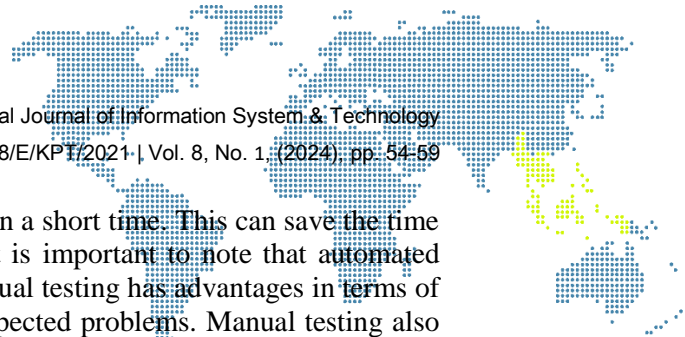 al Journal of Information System & Technology
8/E/KPT/2021 | Vol. 8, No. 1, (2024), pp. 54-59
n a short time. This can save the time
is important to note that automated
ual testing has advantages in terms of
pected problems. Manual testing also